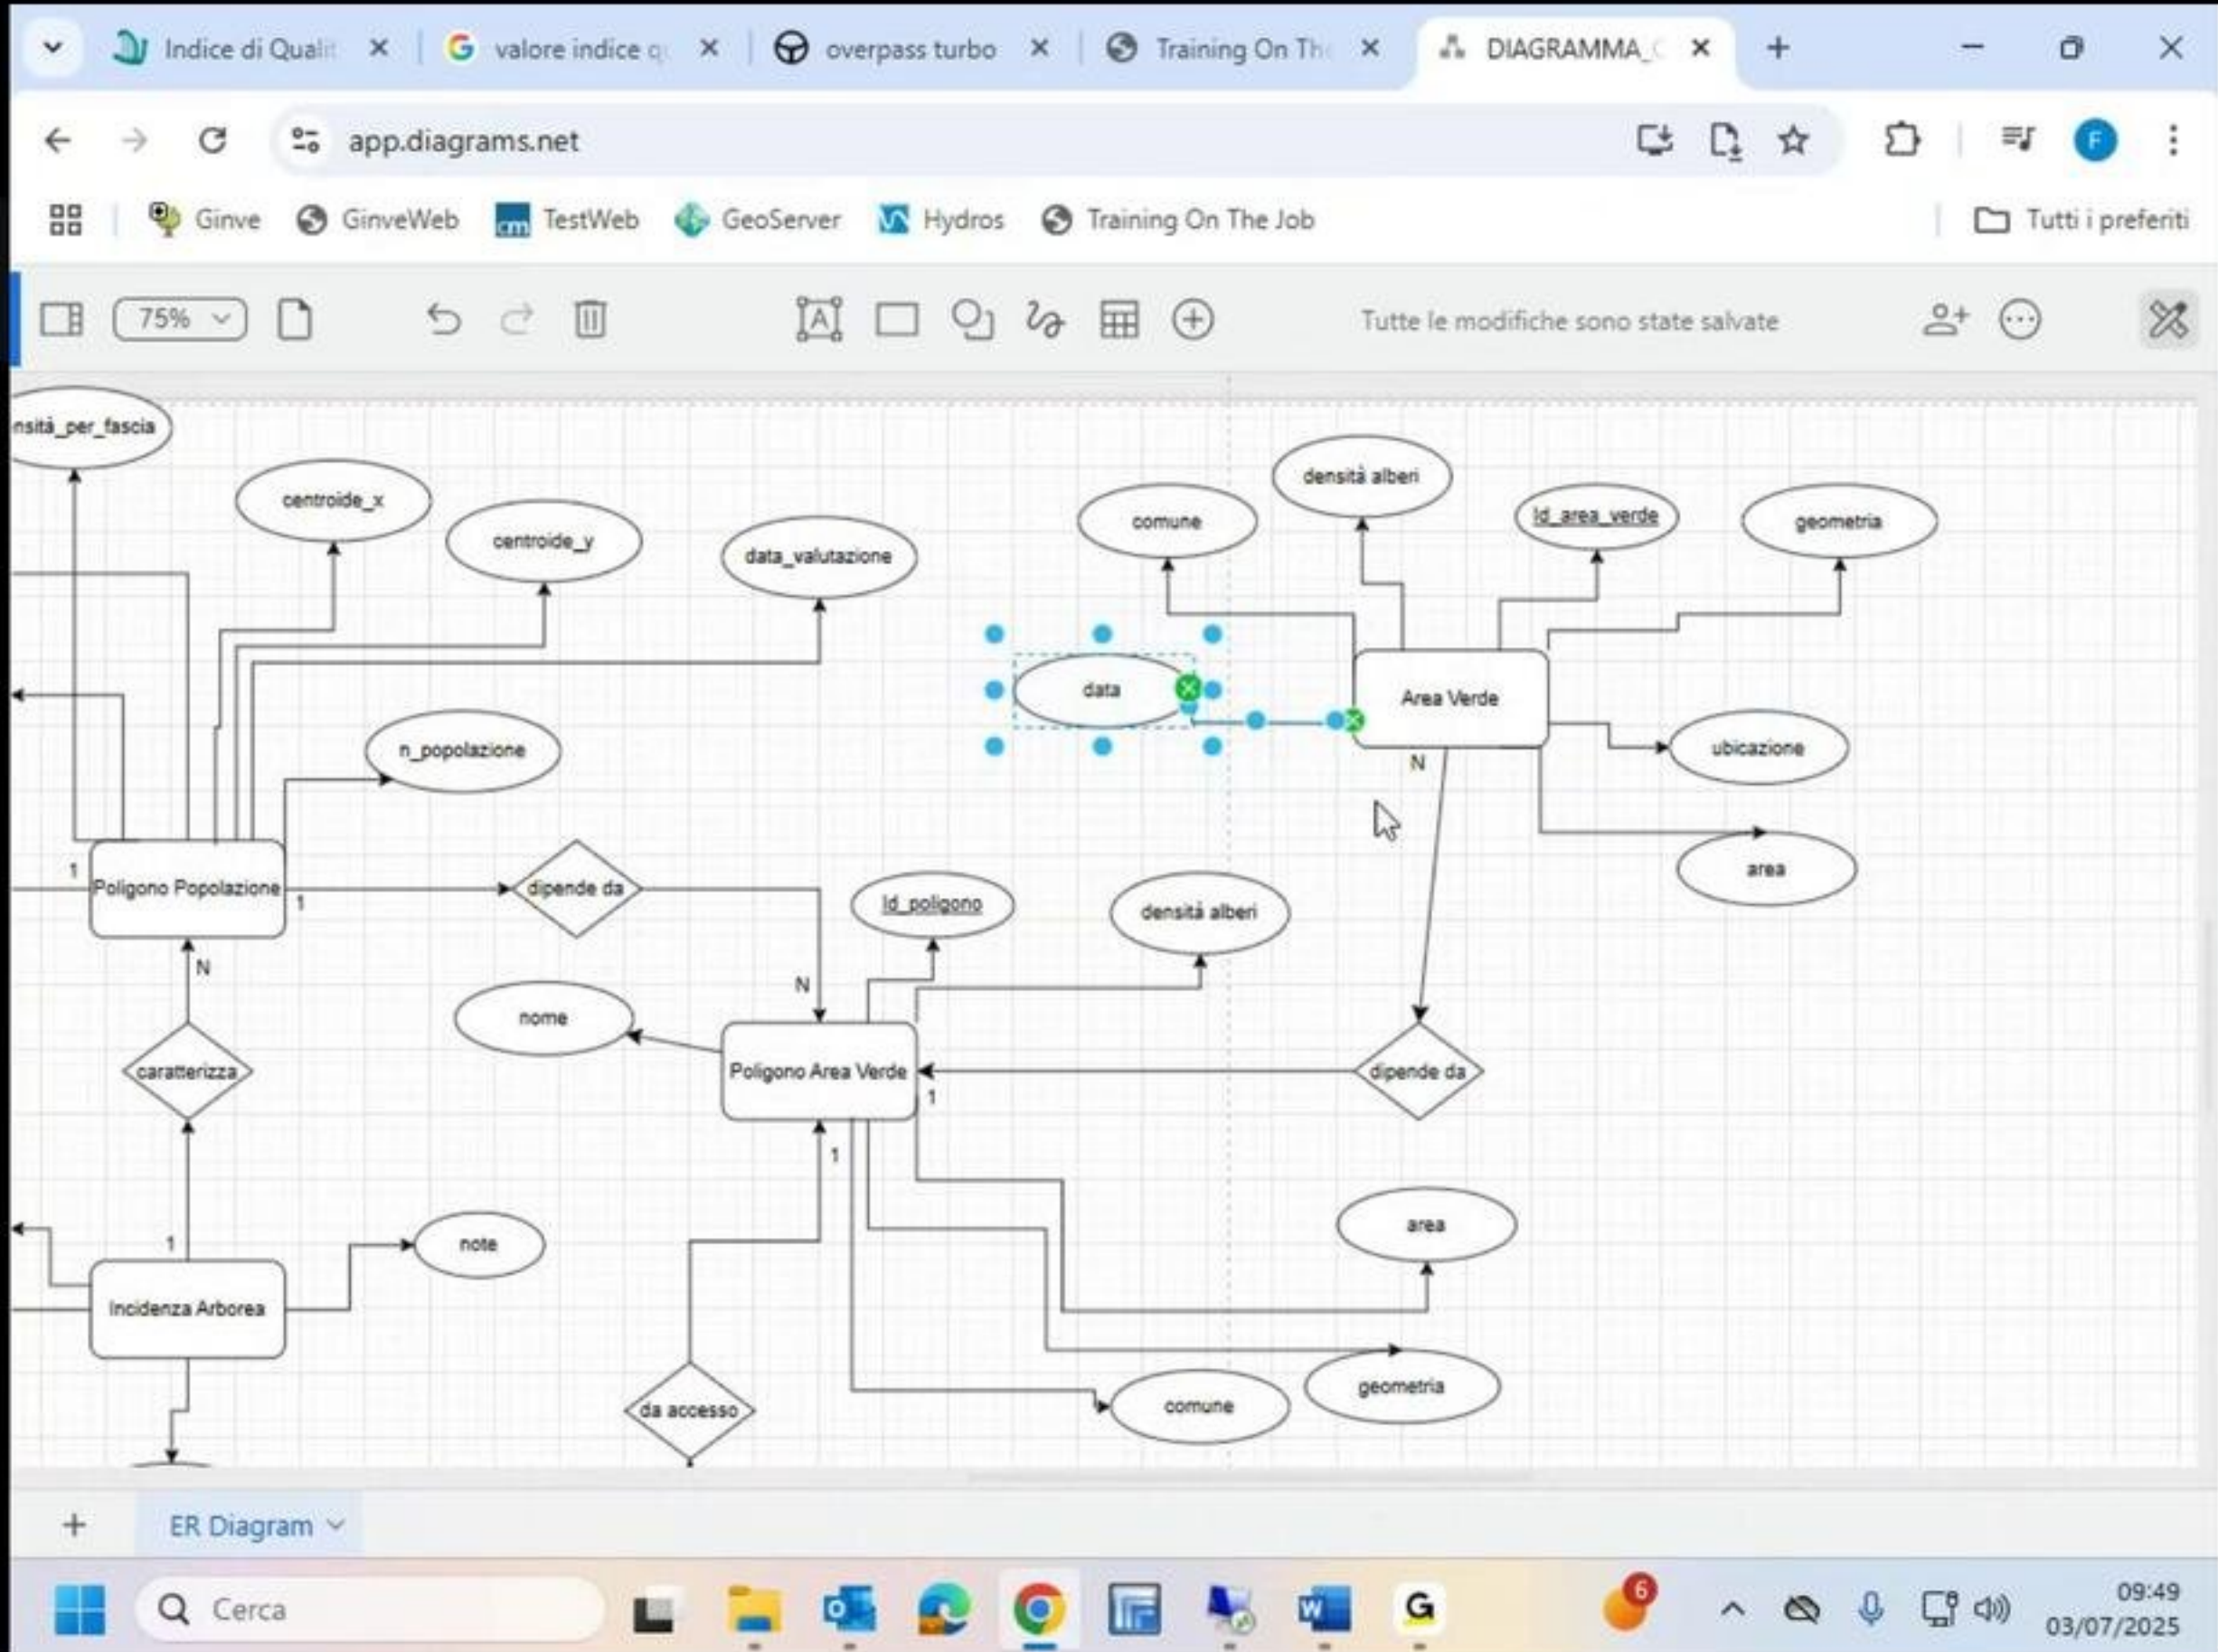 Indice di Qualit
valore indice q
overpass turbo
Training On Th
DIAGRAMMA_
app.diagrams.net
F
Ginve
GinveWeb
cm TestWeb
GeoServer
Hydros
Training On The Job
Tutti i preferiti
75%
A
Tutte le modifiche sono state salvate
nsità_per_fascia
densità alberi
centroide_x
comune
Id_area_verde
geometria
centroide_y
data_valutazione
data
Area Verde
n_popolazione
ubicazione
N
1
area
Poligono Popolazione
dipende da
1
Id_poligono
densità alberi
N
N
nome
caratterizza
Poligono Area Verde
dipende da
1
1
area
1
note
Incidenza Arborea
geometria
da accesso
comune
ER Diagram
Cerca
6
09:49
03/07/2025